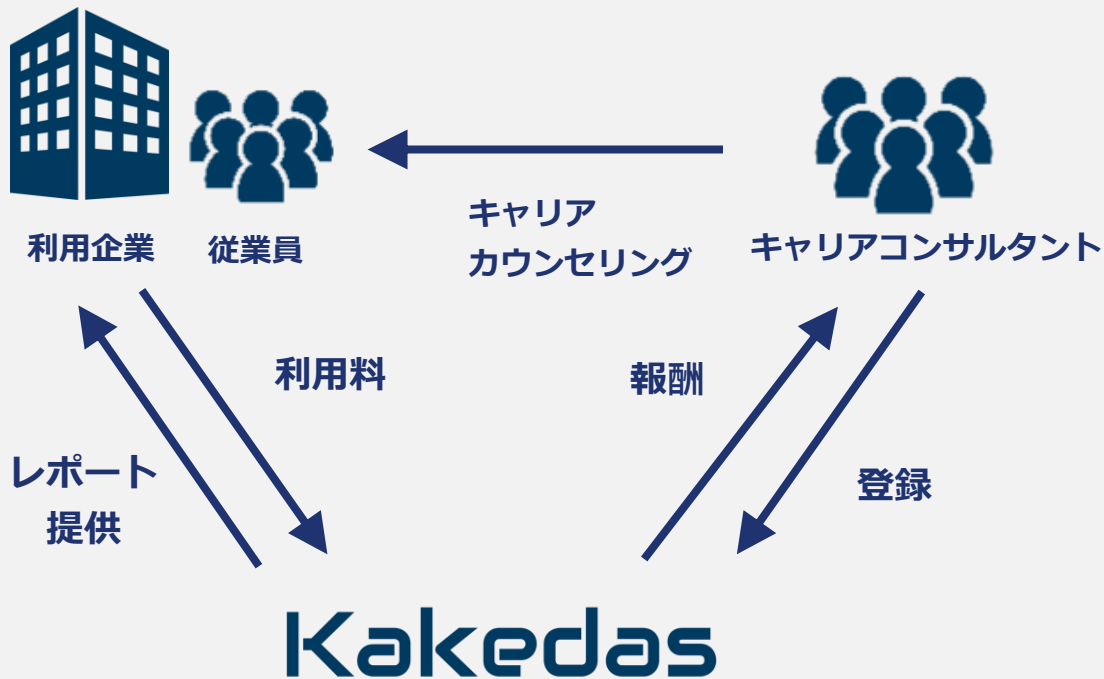 利用企業
従業員
キャリア
カウンセリング
キャリアコンサルタント
利用料
報酬
レポート
提供
登録
Kakedas